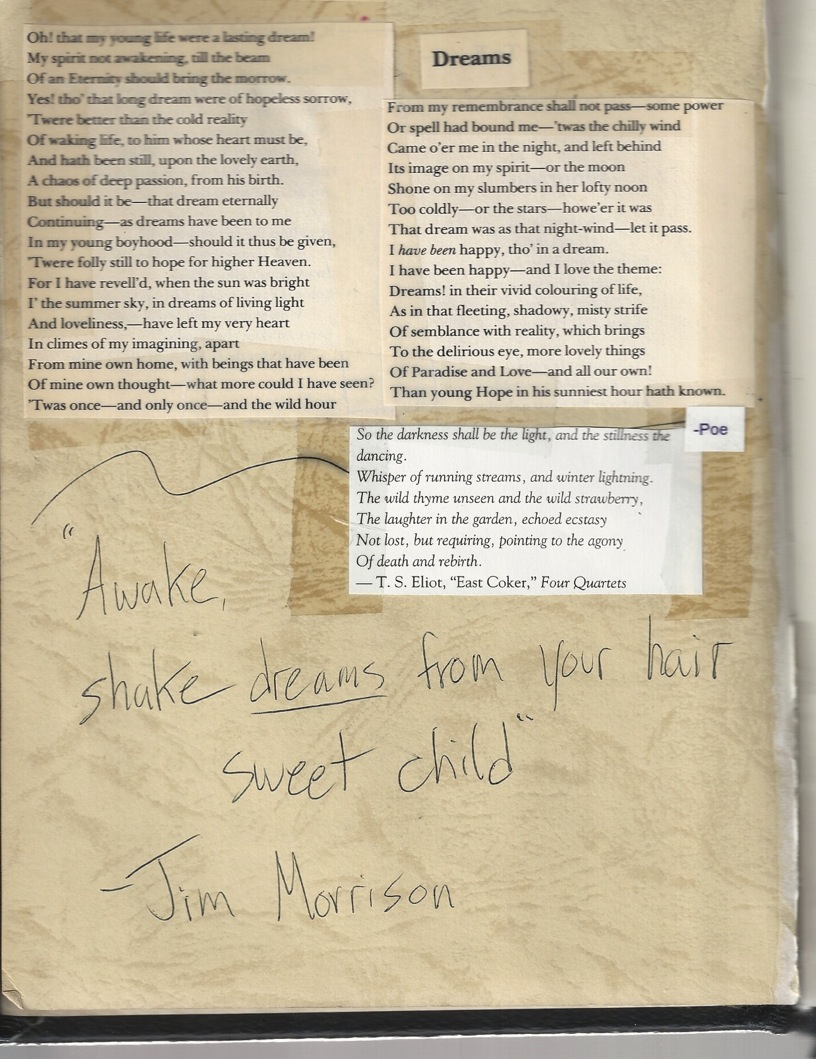 Dreams
Oh! that my young life were a lasting dream!
My spirit not awakening, till the beam
Of an Eternity should bring the morrow.
Yes! tho' that long dream were of hopeless sorrow,
'Twere better than the cold reality
Of waking life, to him whose heart must be,
And hath been still, upon the lovely earth,
A chaos of deep passion, from his birth.
But should it be—that dream eternally
Continuing—as dreams have been to me
In my young boyhood—should it thus be given,
'Twere folly still to hope for higher Heaven.
For I have revell'd, when the sun was bright
I' the summer sky, in dreams of living light
And loveliness,—have left my very heart
In climes of my imagining, apart
From mine own home, with beings that have been
Of mine own thought—what more could I have seen?
'Twas once—and only once—and the wild hour
From my remembrance shall not pass—some power
Or spell had bound me—'twas the chilly wind
Came o'er me in the night, and left behind
Its image on my spirit—or the moon
Shone on my slumbers in her lofty noon
Too coldly—or the stars—howe'er it was
That dream was as that night-wind—let it pass.
I have been happy, tho' in a dream.
I have been happy—and I love the theme:
Dreams! in their vivid colouring of life,
As in that fleeting, shadowy, misty strife
Of semblance with reality, which brings
To the delirious eye, more lovely things
Of Paradise and Love—and all our own!
Than young Hope in his sunniest hour hath known.
-Poe
So the darkness shall be the light, and the stillness the
dancing.
Whisper of running streams, and winter lightning.
The wild thyme unseen and the wild strawberry,
The laughter in the garden, echoed ecstasy
Not lost, but requiring, pointing to the agony
Of death and rebirth.
— T. S. Eliot, “East Coker,” Four Quartets
"Awake,
shake dreams from your hair
sweet child"
-Jim Morrison